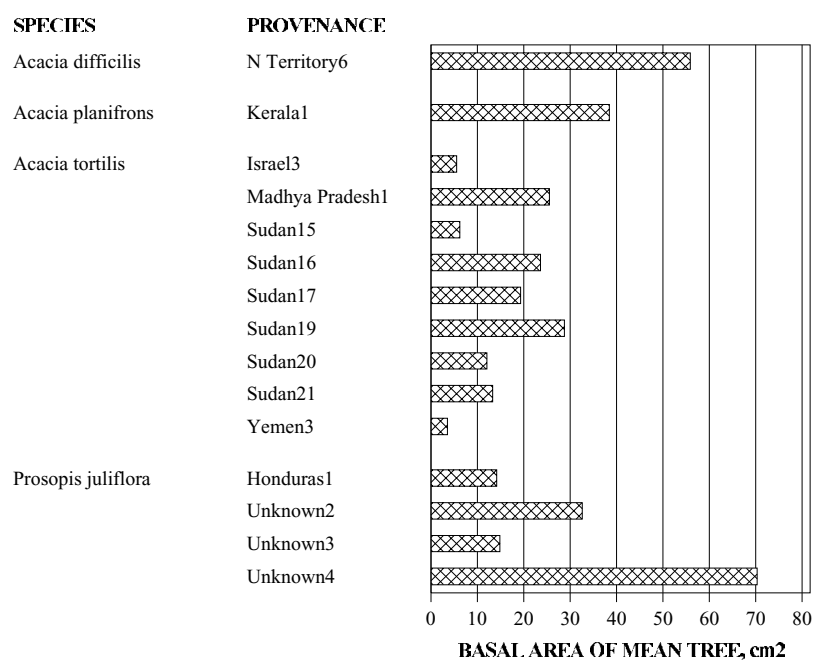 SPECIES PROVENANCE
Acacia difficilis N Territory6
Acacia planifrons Kerala1
Acacia tortilis Israel3
Madhya Pradesh1
Sudan15
Sudan16
Sudan17
Sudan19
Sudan20
Sudan21
Yemen3
Prosopis juliflora Honduras1
Unknown2
Unknown3
Unknown4
0 10 20 30 40 50 60 70 80
BASAL AREA OF MEAN TREE, cm2